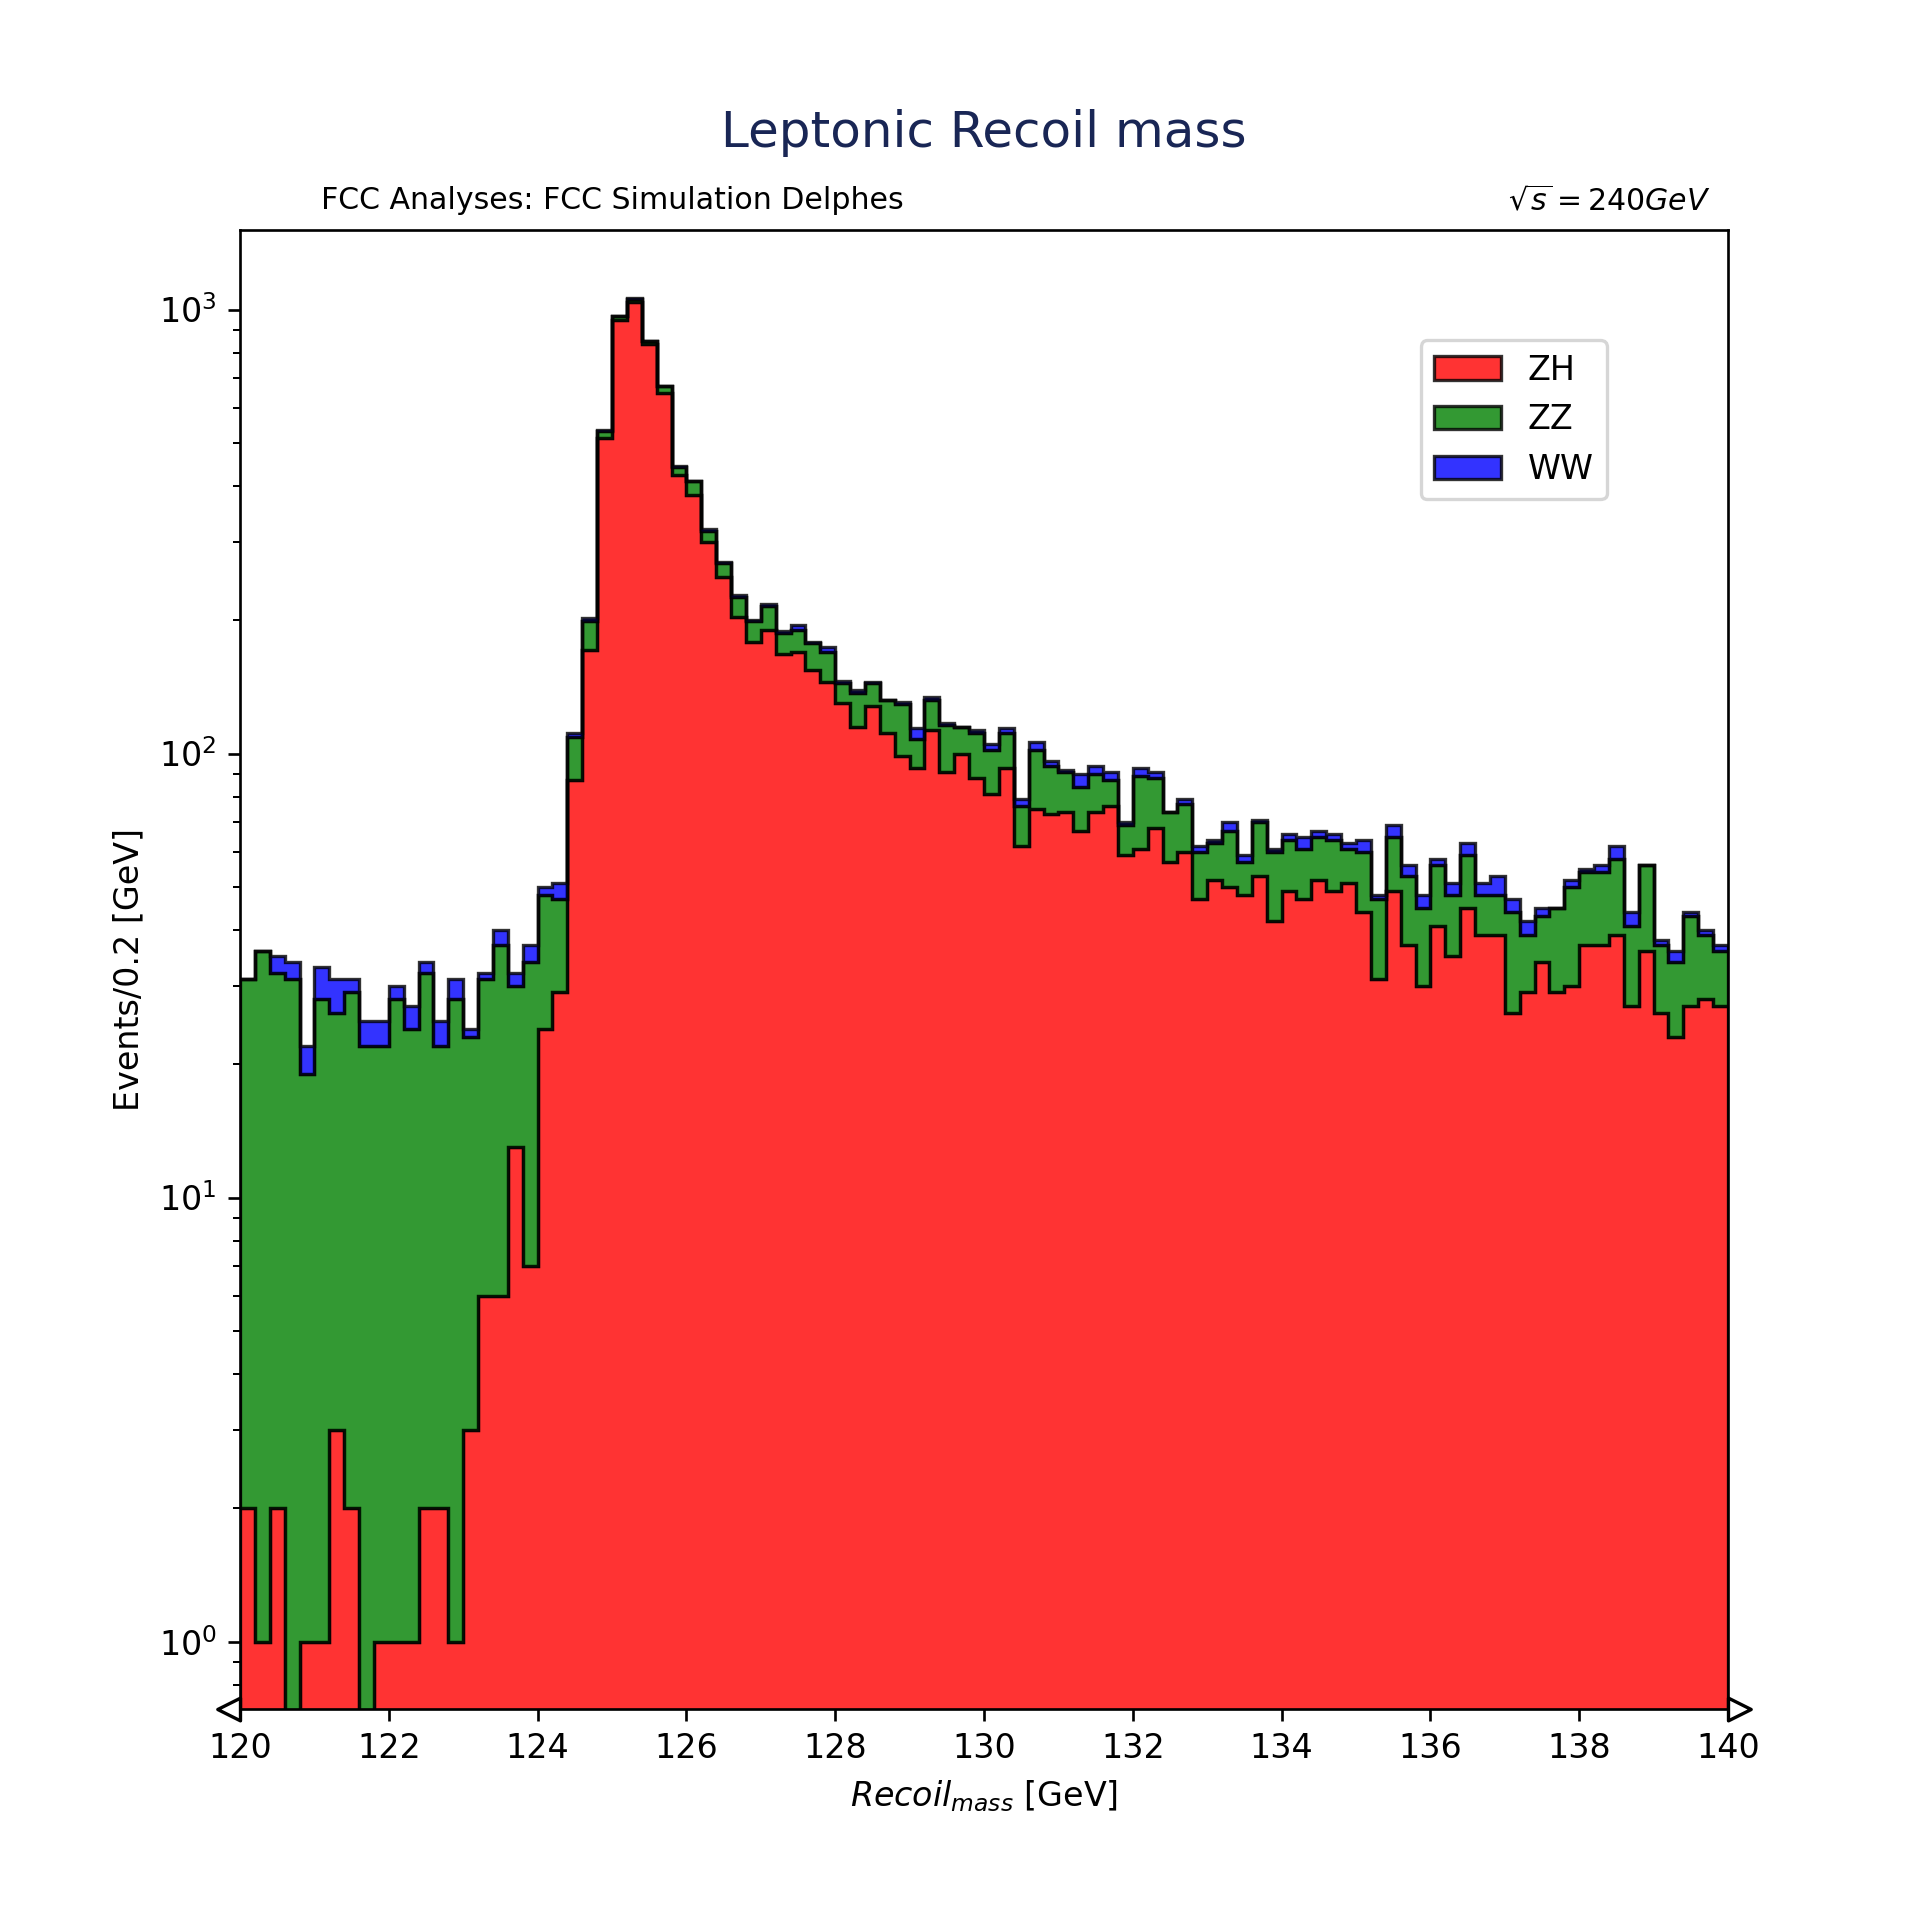 Leptonic Recoil mass
FCC Analyses: FCC Simulation Delphes
√s = 240GeV
10³
10²
10¹
10⁰
Events/0.2 [GeV]
ZH
ZZ
WW
120 122 124 126 128 130 132 134 136 138 140
Recoil_mass [GeV]